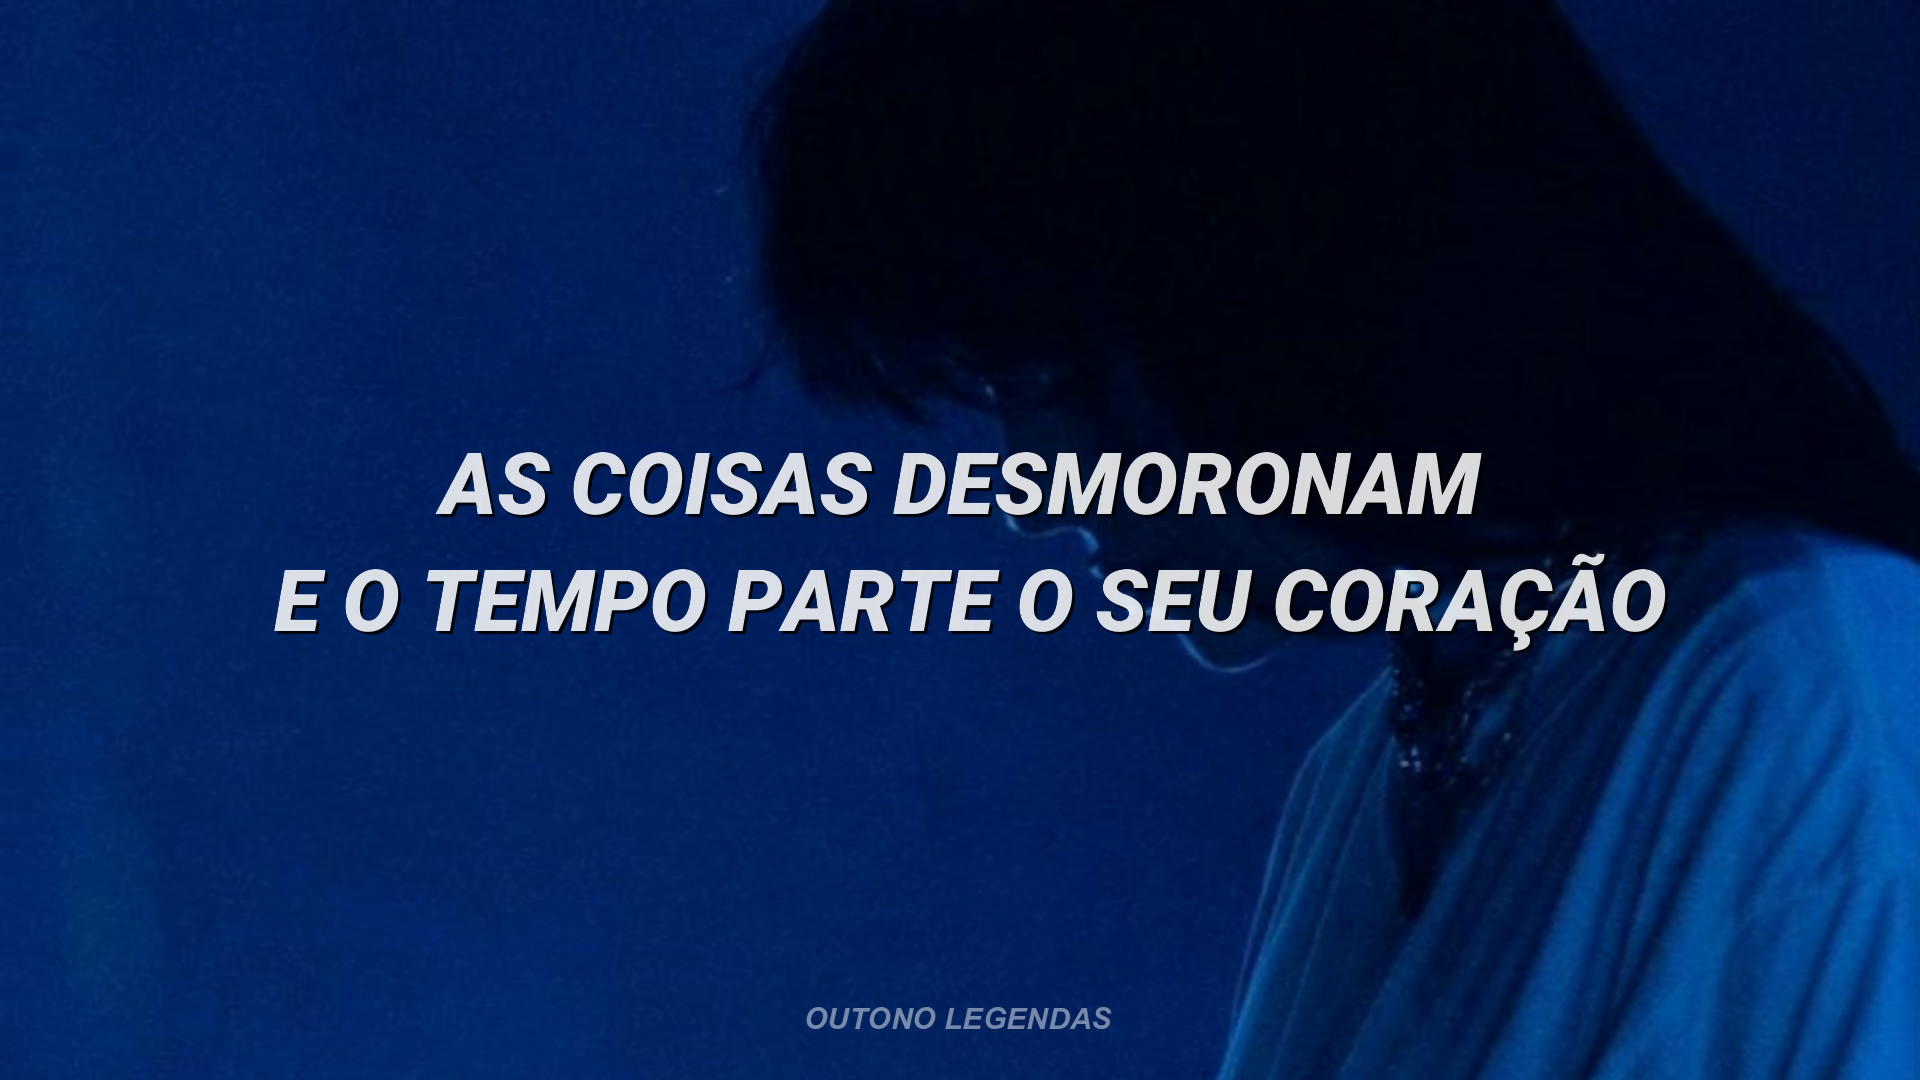 AS COISAS DESMORONAM
E O TEMPO PARTE O SEU CORAÇÃO
OUTONO LEGENDAS